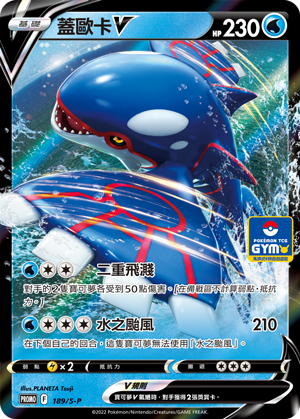 基礎 蓋歐卡V HP 230
POKÉMON TCG
GYM
二重飛濺
對手的2隻寶可夢各受到50點傷害。[在備戰區不計算弱點・抵抗
力。]
水之颱風 210
在下個自己的回合，這隻寶可夢無法使用「水之颱風」。
弱點 ×2 抵抗力 撤退
Illus. PLANETA Tsuji
V規則
寶可夢V氣絕時，對手獲得2張獎賞卡。
PROMO F 189/S-P
©2022 Pokémon/Nintendo/Creatures/GAME FREAK.